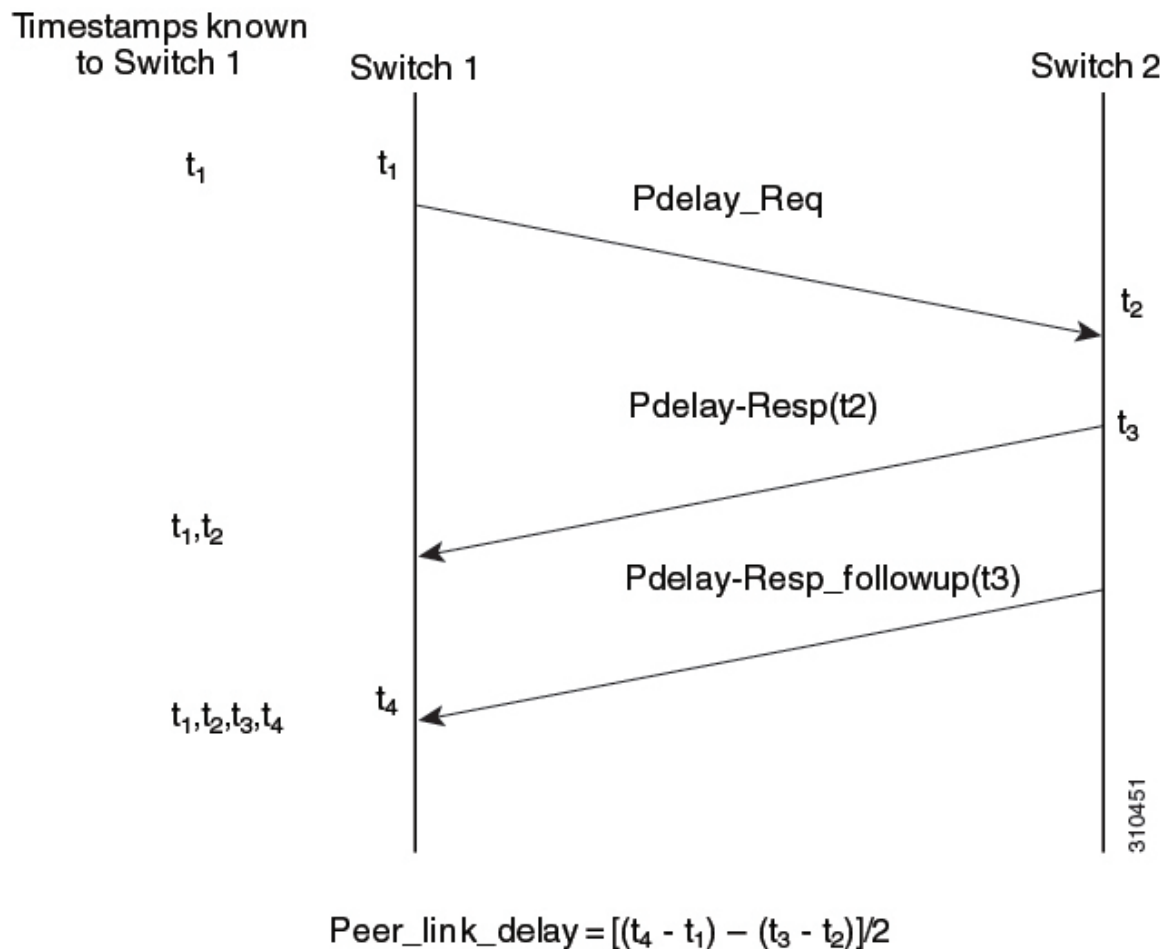 Timestamps known
to Switch 1
Switch 1
Switch 2
t₁
t₁
Pdelay_Req
t₂
Pdelay-Resp(t2)
t₃
t₁,t₂
Pdelay-Resp_followup(t3)
t₄
t₁,t₂,t₃,t₄
310451
Peer_link_delay = [(t₄ - t₁) – (t₃ - t₂)]/2